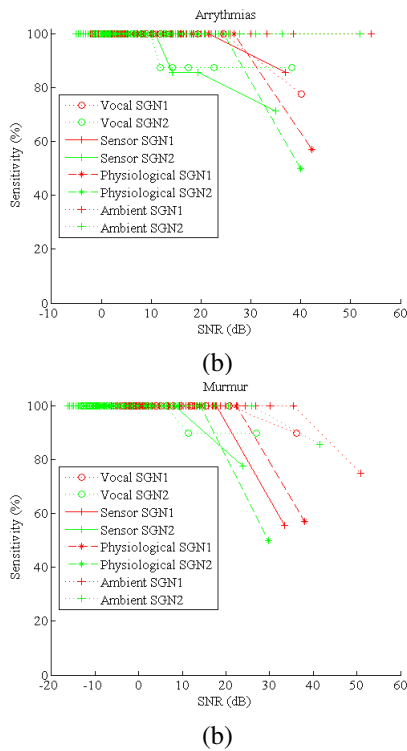 Arrythmias
100
80
60
40
20
0
Sensitivity (%)
Vocal SGN1
Vocal SGN2
Sensor SGN1
Sensor SGN2
Physiological SGN1
Physiological SGN2
Ambient SGN1
Ambient SGN2
0 10 20 30 40 50 60
SNR (dB)
(b)
Murmur
100
80
60
40
20
0
Sensitivity (%)
Vocal SGN1
Vocal SGN2
Sensor SGN1
Sensor SGN2
Physiological SGN1
Physiological SGN2
Ambient SGN1
Ambient SGN2
-20 -10 0 10 20 30 40 50 60
SNR (dB)
(b)